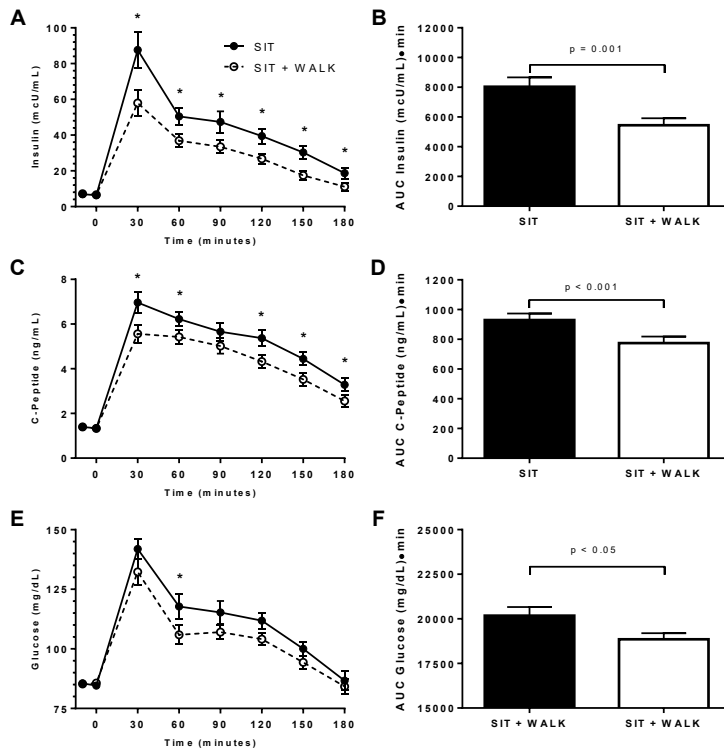 A
Insulin (mcU/mL)
100
80
60
40
20
0
*
*
*
*
*
*
SIT
SIT + WALK
0 30 60 90 120 150 180
Time (minutes)
B
AUC Insulin (mcU/mL)●min
10000
8000
6000
4000
2000
0
p = 0.001
SIT SIT + WALK
C
C-Peptide (ng/mL)
8
6
4
2
0
*
*
*
*
*
0 30 60 90 120 150 180
Time (minutes)
D
AUC C-Peptide (ng/mL)●min
1200
1000
800
600
400
200
0
p < 0.001
SIT SIT + WALK
E
Glucose (mg/dL)
150
125
100
75
*
0 30 60 90 120 150 180
Time (minutes)
F
AUC Glucose (mg/dL)●min
25000
22500
20000
17500
15000
p < 0.05
SIT + WALK SIT + WALK